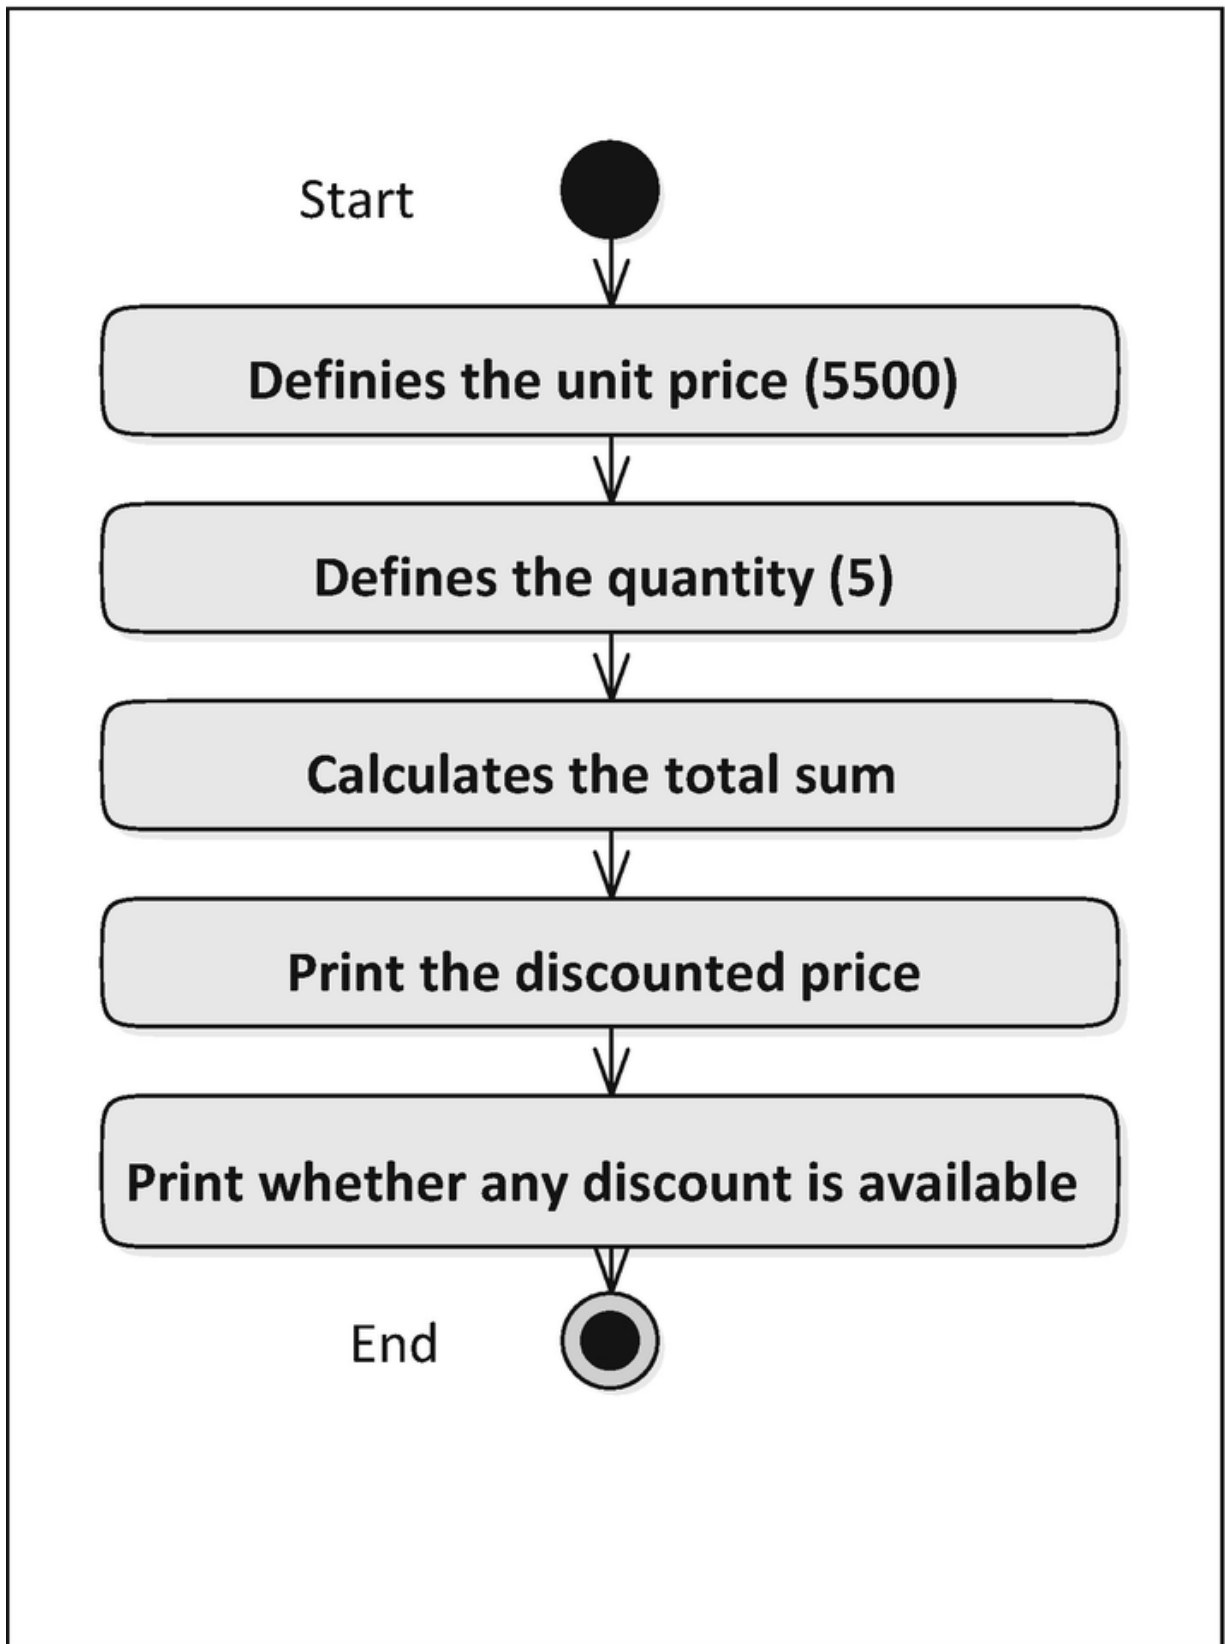 Start
Definies the unit price (5500)
Defines the quantity (5)
Calculates the total sum
Print the discounted price
Print whether any discount is available
End